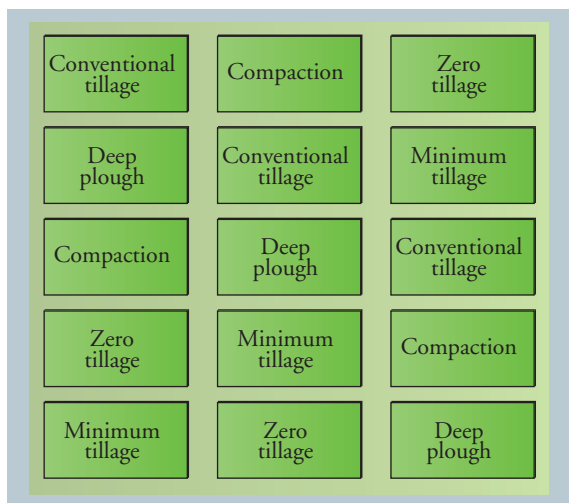 Conventional
tillage
Compaction
Zero
tillage
Deep
plough
Conventional
tillage
Minimum
tillage
Compaction
Deep
plough
Conventional
tillage
Zero
tillage
Minimum
tillage
Compaction
Minimum
tillage
Zero
tillage
Deep
plough